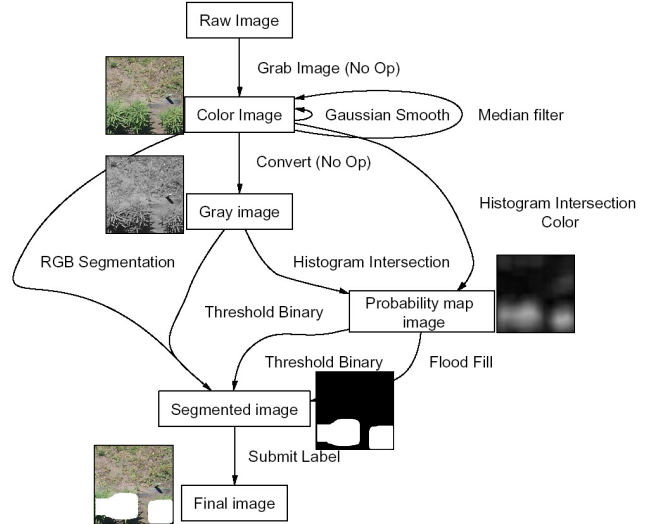 Raw Image
Grab Image (No Op)
Color Image
Gaussian Smooth
Median filter
Convert (No Op)
Gray image
Histogram Intersection
Color
RGB Segmentation
Histogram Intersection
Probability map
image
Threshold Binary
Threshold Binary
Flood Fill
Segmented image
Submit Label
Final image